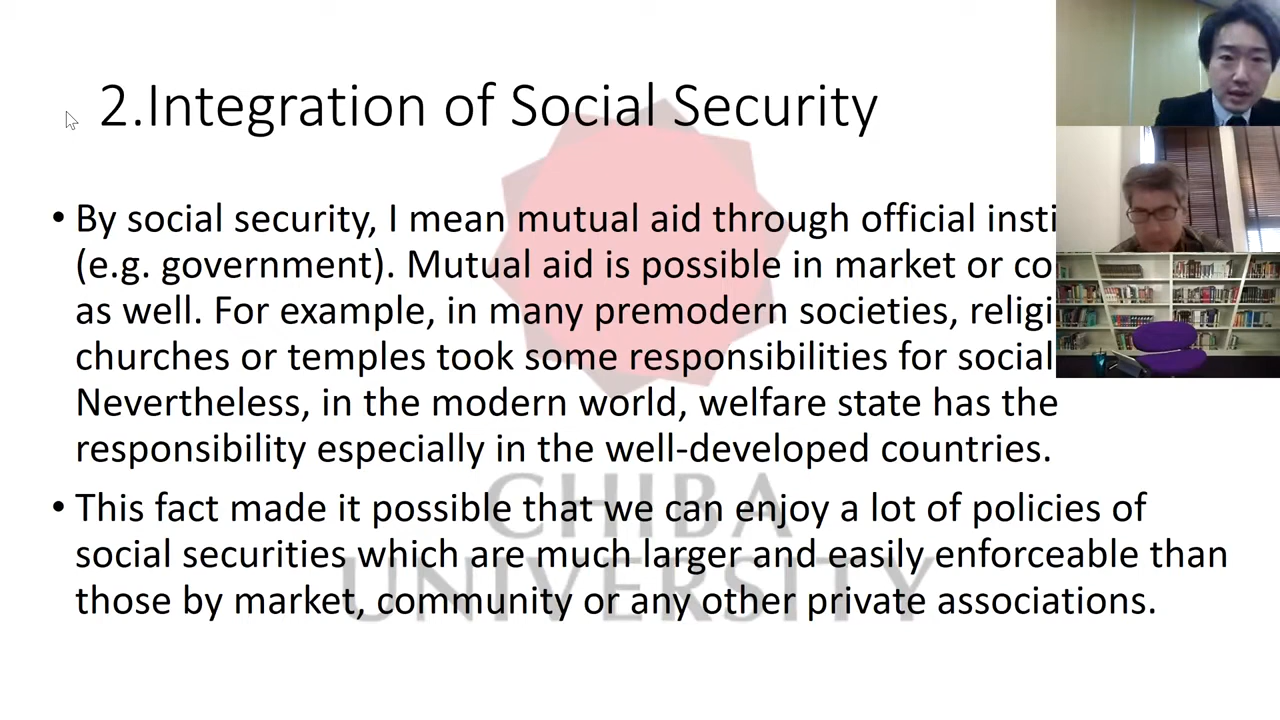 2.Integration of Social Security
• By social security, I mean mutual aid through official insti
(e.g. government). Mutual aid is possible in market or co
as well. For example, in many premodern societies, religi
churches or temples took some responsibilities for social
Nevertheless, in the modern world, welfare state has the
responsibility especially in the well-developed countries.
• This fact made it possible that we can enjoy a lot of policies of
social securities which are much larger and easily enforceable than
those by market, community or any other private associations.
CHIBA
UNIVERSITY